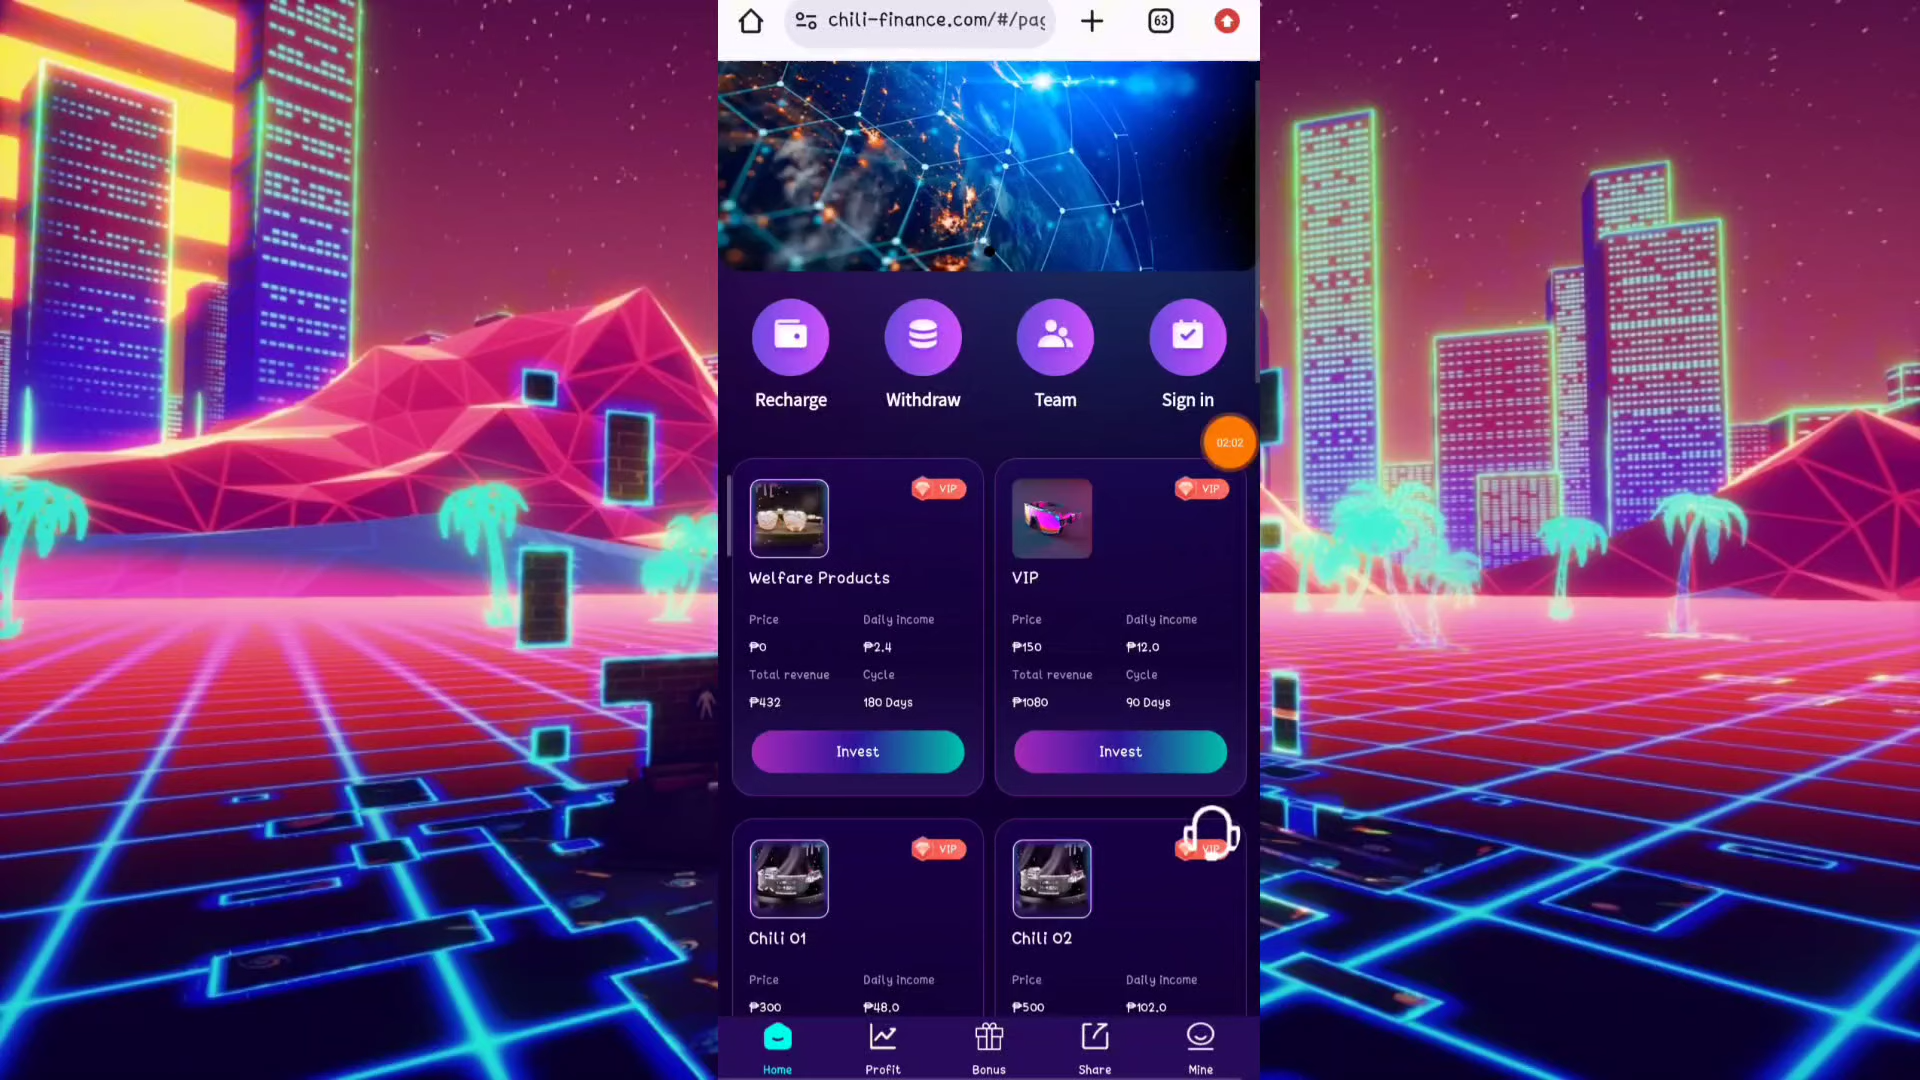 chili-finance.com/#/pag
63
Recharge
Withdraw
Team
Sign in
02:02
VIP
VIP
Welfare Products
VIP
Price
Daily income
Price
Daily income
₱0
₱2.4
₱150
₱12.0
Total revenue
Cycle
Total revenue
Cycle
₱432
180 Days
₱1080
90 Days
Invest
Invest
VIP
VIP
Chili 01
Chili 02
Price
Daily income
Price
Daily income
₱300
₱48.0
₱500
₱102.0
Home
Profit
Bonus
Share
Mine